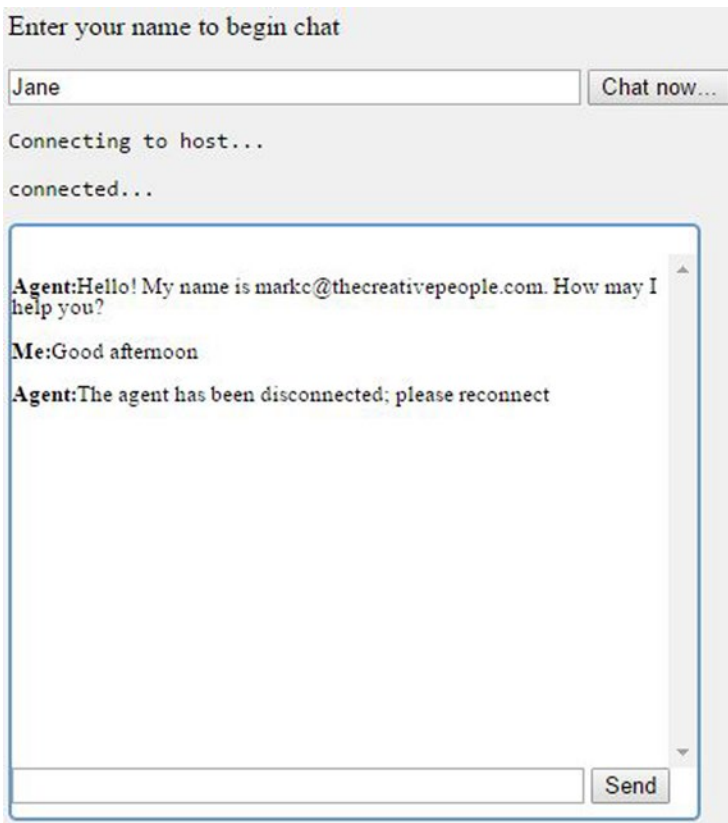 Enter your name to begin chat
Jane
Chat now...
Connecting to host...
connected...
Agent:Hello! My name is markc@thecreativepeople.com. How may I
help you?
Me:Good afternoon
Agent:The agent has been disconnected; please reconnect
Send